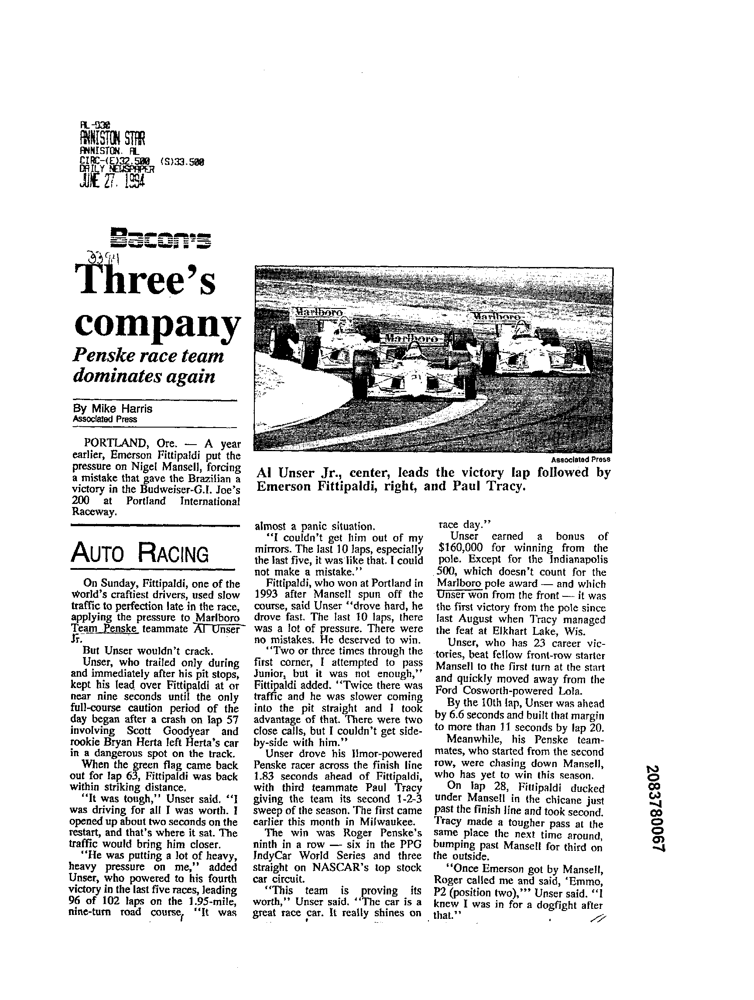 AL-930
ANNISTON STAR
ANNISTON, AL
CIRC-(E)32,500 (S)33,500
DAILY NEWSPAPER
JUNE 27, 1994
Bacon's
Three's
company
Penske race team
dominates again
By Mike Harris
Associated Press
PORTLAND, Ore. — A year
earlier, Emerson Fittipaldi put the
pressure on Nigel Mansell, forcing
a mistake that gave the Brazilian a
victory in the Budweiser-G.I. Joe's
200 at Portland International
Raceway.
Marlboro
Marlboro
Marlboro
Associated Press
Al Unser Jr., center, leads the victory lap followed by
Emerson Fittipaldi, right, and Paul Tracy.
AUTO RACING
On Sunday, Fittipaldi, one of the
world's craftiest drivers, used slow
traffic to perfection late in the race,
applying the pressure to Marlboro
Team Penske teammate Al Unser
Jr.
But Unser wouldn't crack.
Unser, who trailed only during
and immediately after his pit stops,
kept his lead over Fittipaldi at or
near nine seconds until the only
full-course caution period of the
day began after a crash on lap 57
involving Scott Goodyear and
rookie Bryan Herta left Herta's car
in a dangerous spot on the track.
When the green flag came back
out for lap 63, Fittipaldi was back
within striking distance.
"It was tough," Unser said. "I
was driving for all I was worth. I
opened up about two seconds on the
restart, and that's where it sat. The
traffic would bring him closer.
"He was putting a lot of heavy,
heavy pressure on me," added
Unser, who powered to his fourth
victory in the last five races, leading
96 of 102 laps on the 1.95-mile,
nine-turn road course, "It was
almost a panic situation.
"I couldn't get him out of my
mirrors. The last 10 laps, especially
the last five, it was like that. I could
not make a mistake."
Fittipaldi, who won at Portland in
1993 after Mansell spun off the
course, said Unser "drove hard, he
drove fast. The last 10 laps, there
was a lot of pressure. There were
no mistakes. He deserved to win.
"Two or three times through the
first corner, I attempted to pass
Junior, but it was not enough,"
Fittipaldi added. "Twice there was
traffic and he was slower coming
into the pit straight and I took
advantage of that. There were two
close calls, but I couldn't get side-
by-side with him."
Unser drove his Ilmor-powered
Penske racer across the finish line
1.83 seconds ahead of Fittipaldi,
with third teammate Paul Tracy
giving the team its second 1-2-3
sweep of the season. The first came
earlier this month in Milwaukee.
The win was Roger Penske's
ninth in a row — six in the PPG
IndyCar World Series and three
straight on NASCAR's top stock
car circuit.
"This team is proving its
worth," Unser said. "The car is a
great race car. It really shines on
race day."
Unser earned a bonus of
$160,000 for winning from the
pole. Except for the Indianapolis
500, which doesn't count for the
Marlboro pole award — and which
Unser won from the front — it was
the first victory from the pole since
last August when Tracy managed
the feat at Elkhart Lake, Wis.
Unser, who has 23 career vic-
tories, beat fellow front-row starter
Mansell to the first turn at the start
and quickly moved away from the
Ford Cosworth-powered Lola.
By the 10th lap, Unser was ahead
by 6.6 seconds and built that margin
to more than 11 seconds by lap 20.
Meanwhile, his Penske team-
mates, who started from the second
row, were chasing down Mansell,
who has yet to win this season.
On lap 28, Fittipaldi ducked
under Mansell in the chicane just
past the finish line and took second.
Tracy made a tougher pass at the
same place the next time around,
bumping past Mansell for third on
the outside.
"Once Emerson got by Mansell,
Roger called me and said, 'Emmo,
P2 (position two),'" Unser said. "I
knew I was in for a dogfight after
that."
2083780067